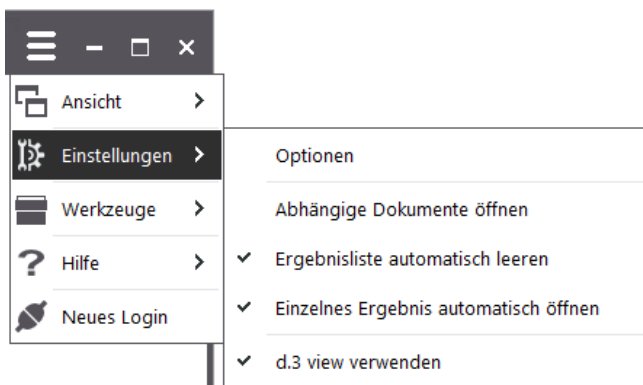 Ansicht
Einstellungen
Werkzeuge
Hilfe
Neues Login
Optionen
Abhängige Dokumente öffnen
Ergebnisliste automatisch leeren
Einzelnes Ergebnis automatisch öffnen
d.3 view verwenden